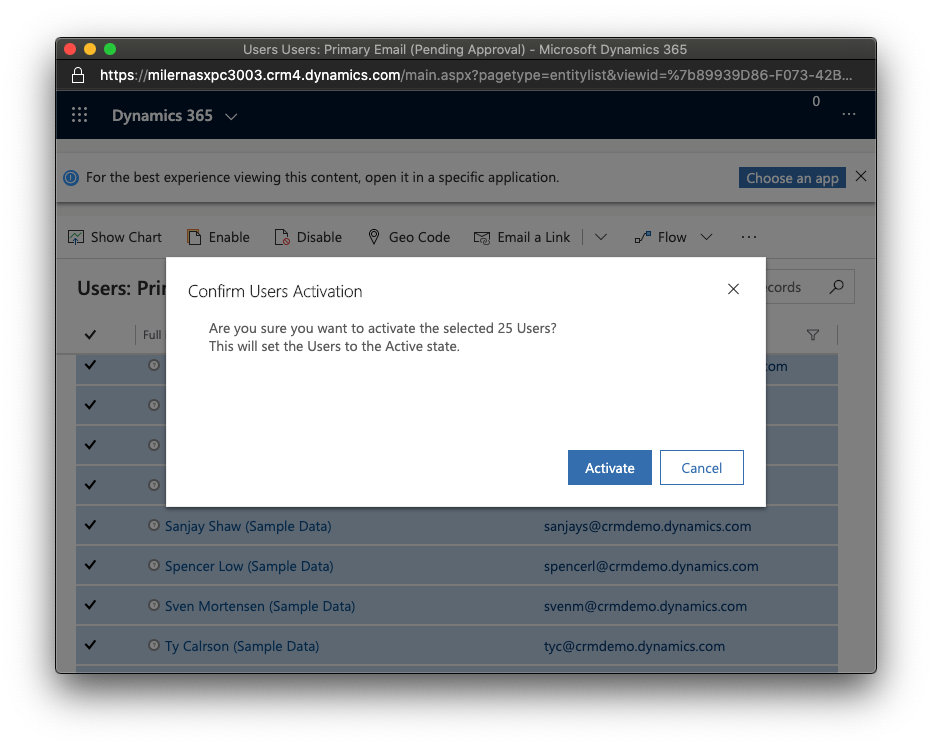 Users Users: Primary Email (Pending Approval) - Microsoft Dynamics 365
https://milernasxpc3003.crm4.dynamics.com/main.aspx?pagetype=entitylist&viewid=%7b89939D86-F073-42B...
0
Dynamics 365
For the best experience viewing this content, open it in a specific application.
Choose an app
Show Chart
Enable
Disable
Geo Code
Email a Link
Flow
Users: Prin
ecords
Confirm Users Activation
Are you sure you want to activate the selected 25 Users?
This will set the Users to the Active state.
Full
om
Activate
Cancel
Sanjay Shaw (Sample Data) sanjays@crmdemo.dynamics.com
Spencer Low (Sample Data) spencerl@crmdemo.dynamics.com
Sven Mortensen (Sample Data) svenm@crmdemo.dynamics.com
Ty Calrson (Sample Data) tyc@crmdemo.dynamics.com